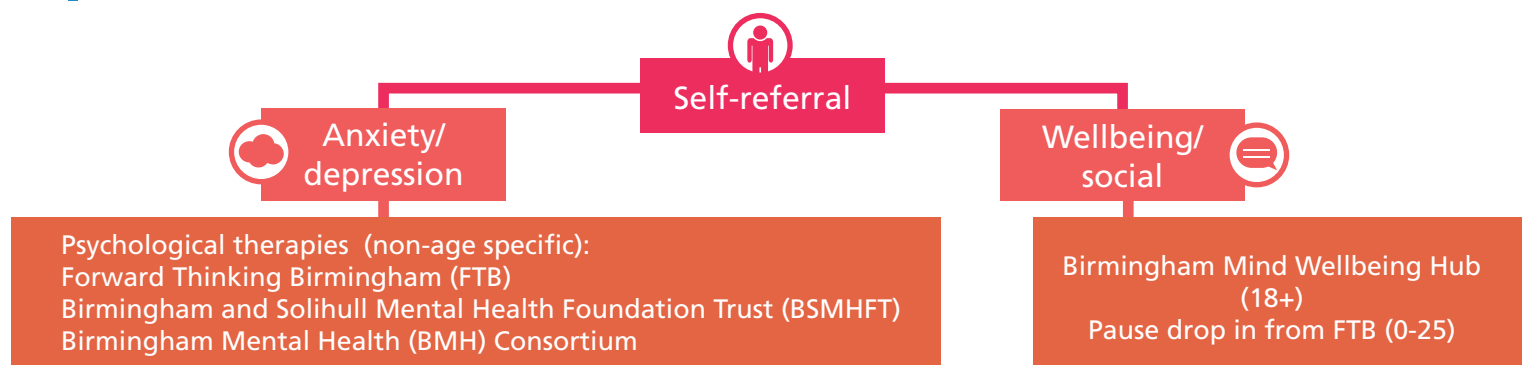 Self-referral
Anxiety/
depression
Psychological therapies  (non-age specific):
Forward Thinking Birmingham (FTB)
Birmingham and Solihull Mental Health Foundation Trust (BSMHFT)
Birmingham Mental Health (BMH) Consortium
Wellbeing/
social
Birmingham Mind Wellbeing Hub
(18+)
Pause drop in from FTB (0-25)